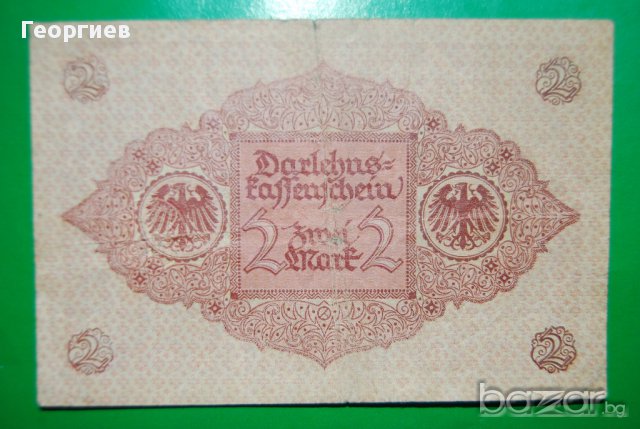 Георгиев
2 2
Darlehns=
kassenschein
2 Zwei 2
Mark
2 2
bazar.bg